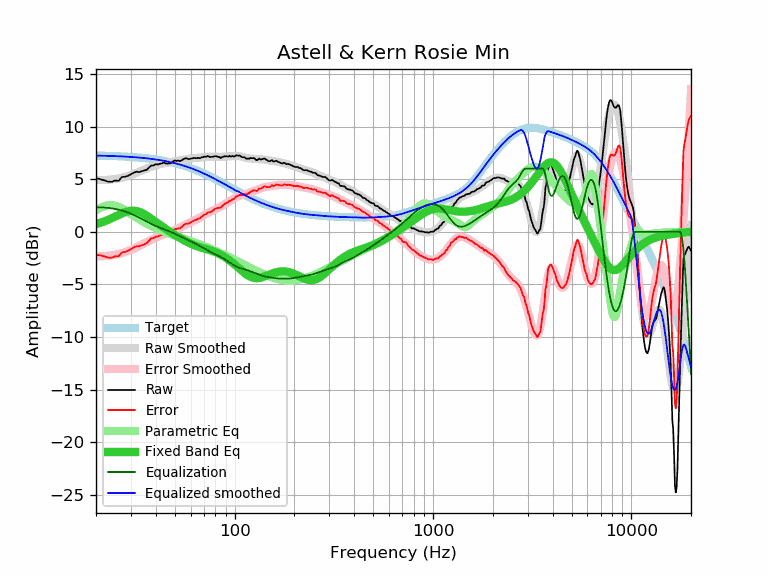 Astell & Kern Rosie Min
15
10
5
0
−5
−10
−15
−20
−25
Amplitude (dBr)
Target
Raw Smoothed
Error Smoothed
Raw
Error
Parametric Eq
Fixed Band Eq
Equalization
Equalized smoothed
100
1000
10000
Frequency (Hz)